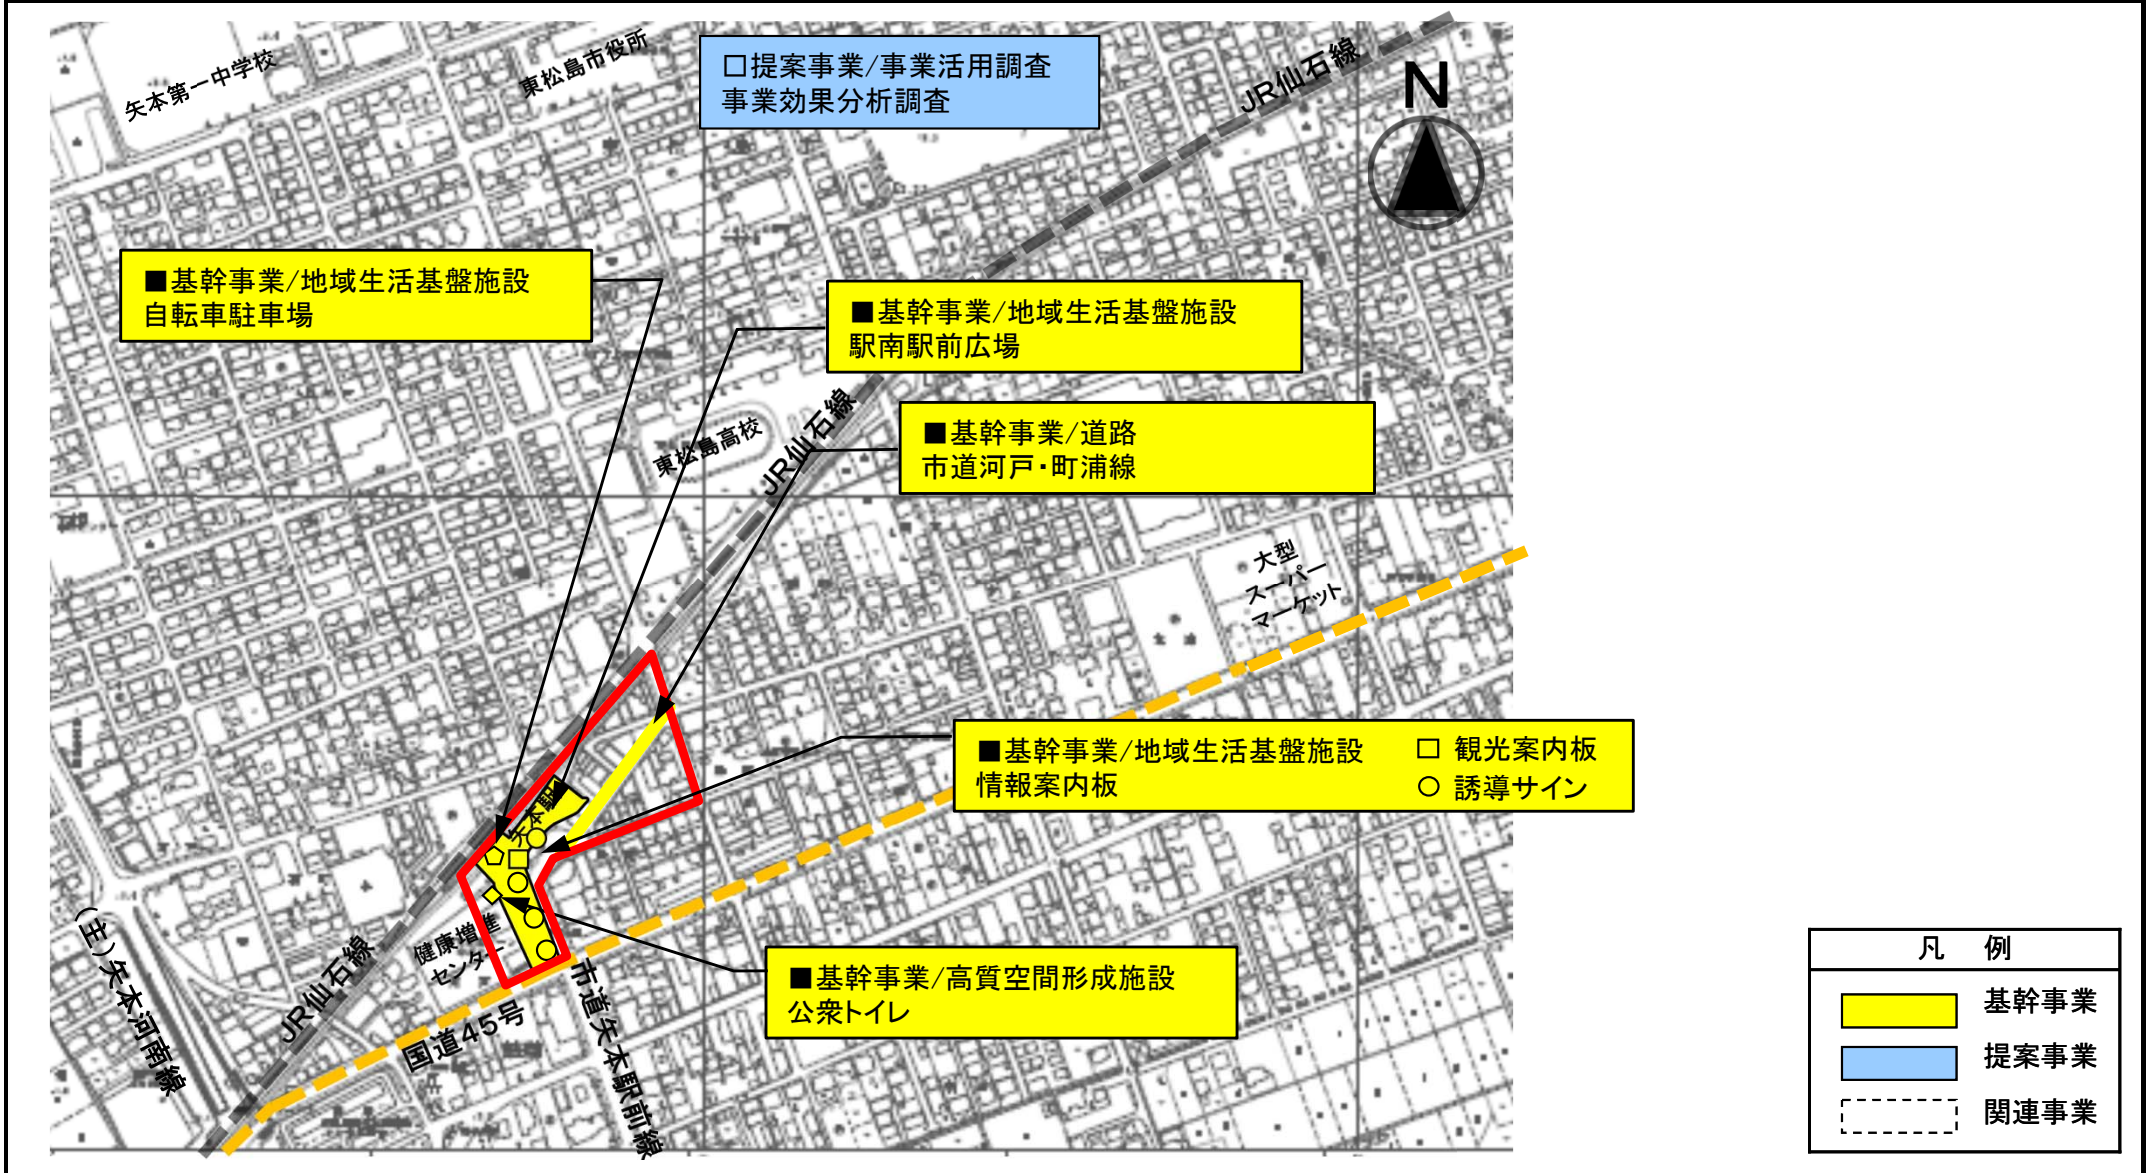 □提案事業/事業活用調査
事業効果分析調査
東松島市役所
矢本第一中学校
JR仙石線
N
■基幹事業/地域生活基盤施設
自転車駐車場
■基幹事業/地域生活基盤施設
駅南駅前広場
■基幹事業/道路
市道河戸・町浦線
東松島高校
JR仙石線
大型
スーパー
マーケット
■基幹事業/地域生活基盤施設
情報案内板
□ 観光案内板
○ 誘導サイン
矢本駅
健康増進
センター
(主)矢本河南線
JR仙石線
国道45号
市道矢本駅前線
■基幹事業/高質空間形成施設
公衆トイレ
凡 例
基幹事業
提案事業
関連事業